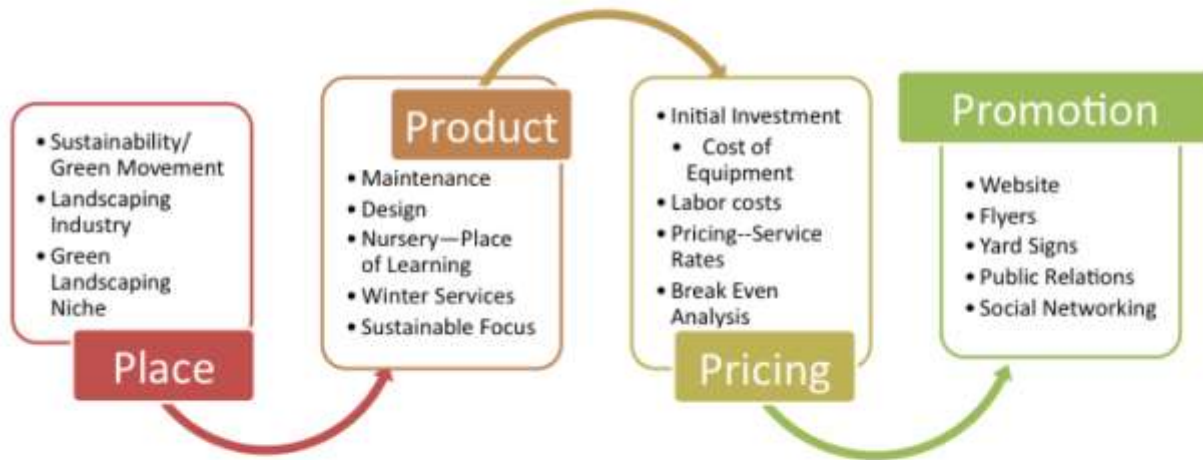 • Sustainability/
Green Movement
• Landscaping
Industry
• Green
Landscaping
Niche
Place
Product
• Maintenance
• Design
• Nursery—Place
of Learning
• Winter Services
• Sustainable Focus
• Initial Investment
• Cost of
Equipment
• Labor costs
• Pricing--Service
Rates
• Break Even
Analysis
Pricing
Promotion
• Website
• Flyers
• Yard Signs
• Public Relations
• Social Networking